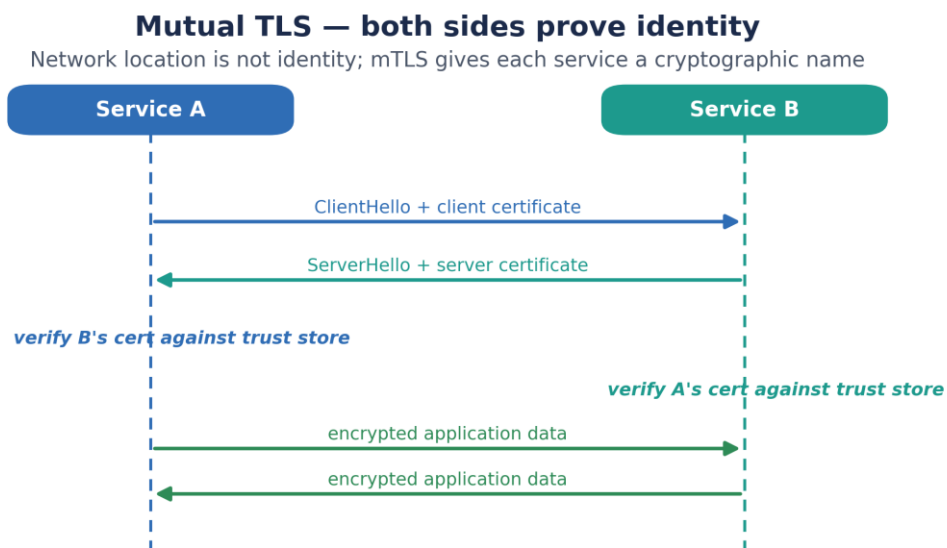 Mutual TLS — both sides prove identity
Network location is not identity; mTLS gives each service a cryptographic name
Service A
Service B
ClientHello + client certificate
ServerHello + server certificate
verify B's cert against trust store
verify A's cert against trust store
encrypted application data
encrypted application data